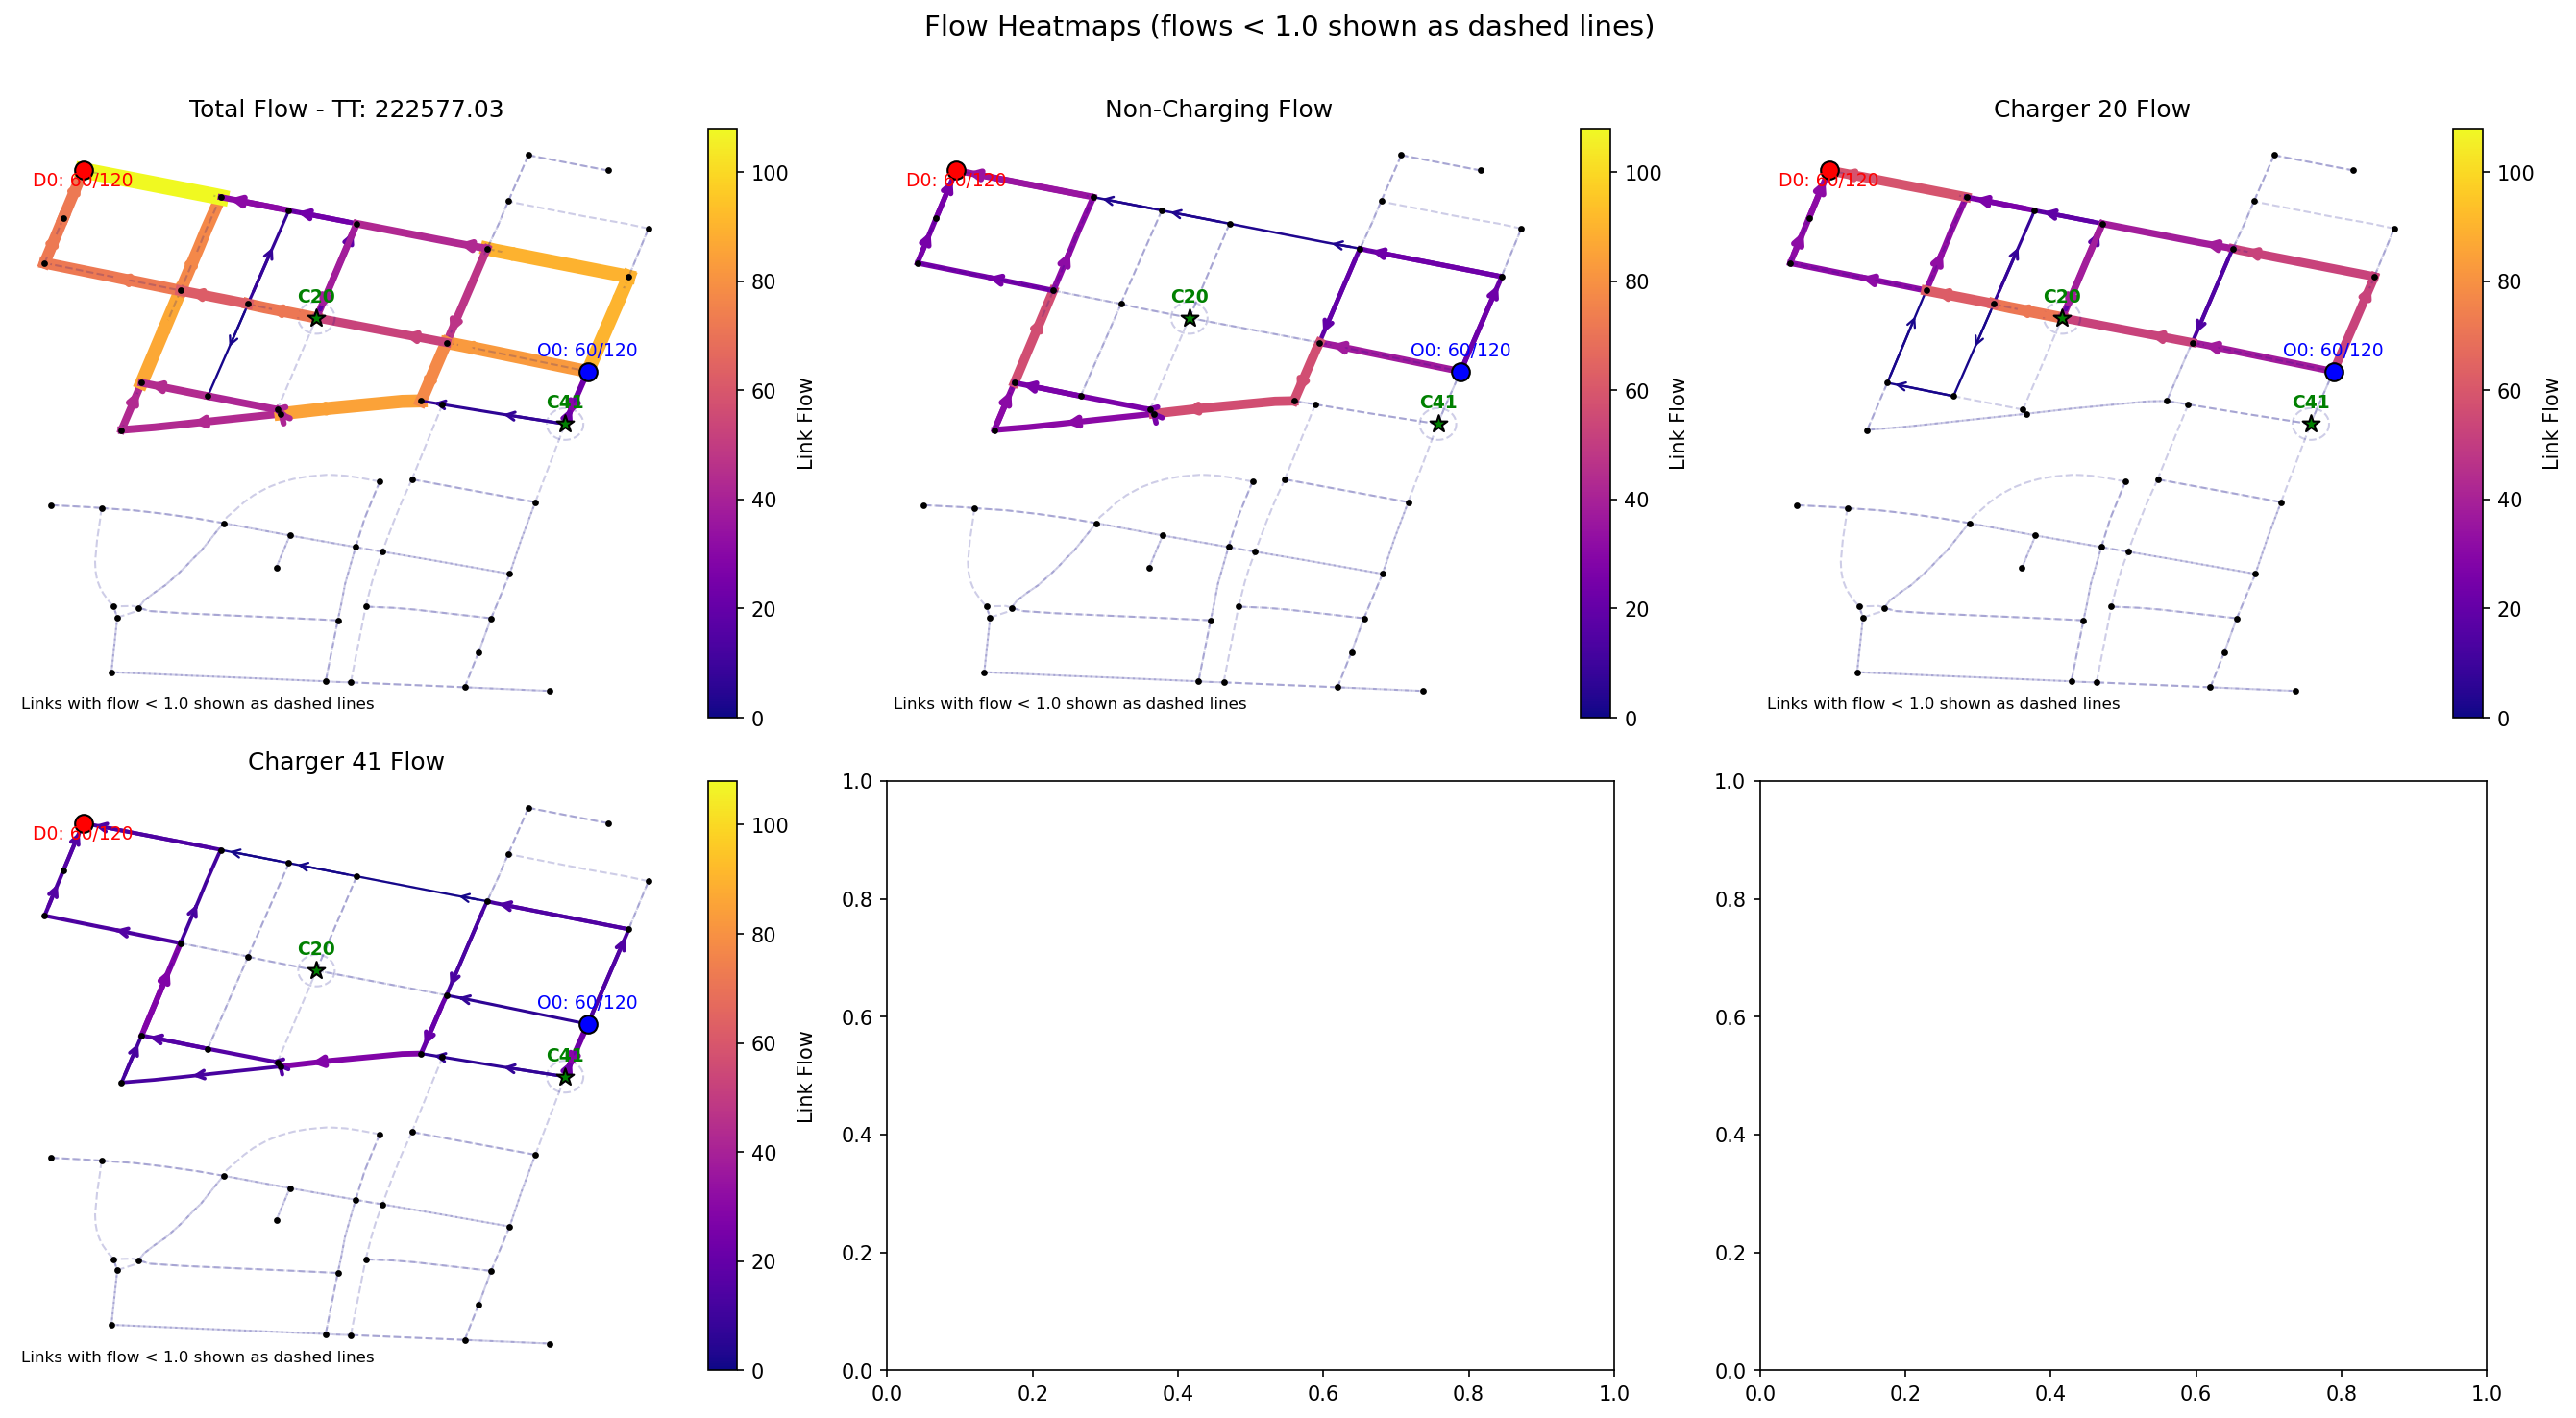 Flow Heatmaps (flows < 1.0 shown as dashed lines)
Total Flow - TT: 222577.03
D0: 60/120
C20
O0: 60/120
C41
Links with flow < 1.0 shown as dashed lines
100
80
60
40
20
0
Link Flow
Non-Charging Flow
D0: 60/120
C20
O0: 60/120
C41
Links with flow < 1.0 shown as dashed lines
100
80
60
40
20
0
Link Flow
Charger 20 Flow
D0: 60/120
C20
O0: 60/120
C41
Links with flow < 1.0 shown as dashed lines
100
80
60
40
20
0
Link Flow
Charger 41 Flow
D0: 60/120
C20
O0: 60/120
C41
Links with flow < 1.0 shown as dashed lines
100
80
60
40
20
0
Link Flow
1.0
0.8
0.6
0.4
0.2
0.0
0.0 0.2 0.4 0.6 0.8 1.0
1.0
0.8
0.6
0.4
0.2
0.0
0.0 0.2 0.4 0.6 0.8 1.0